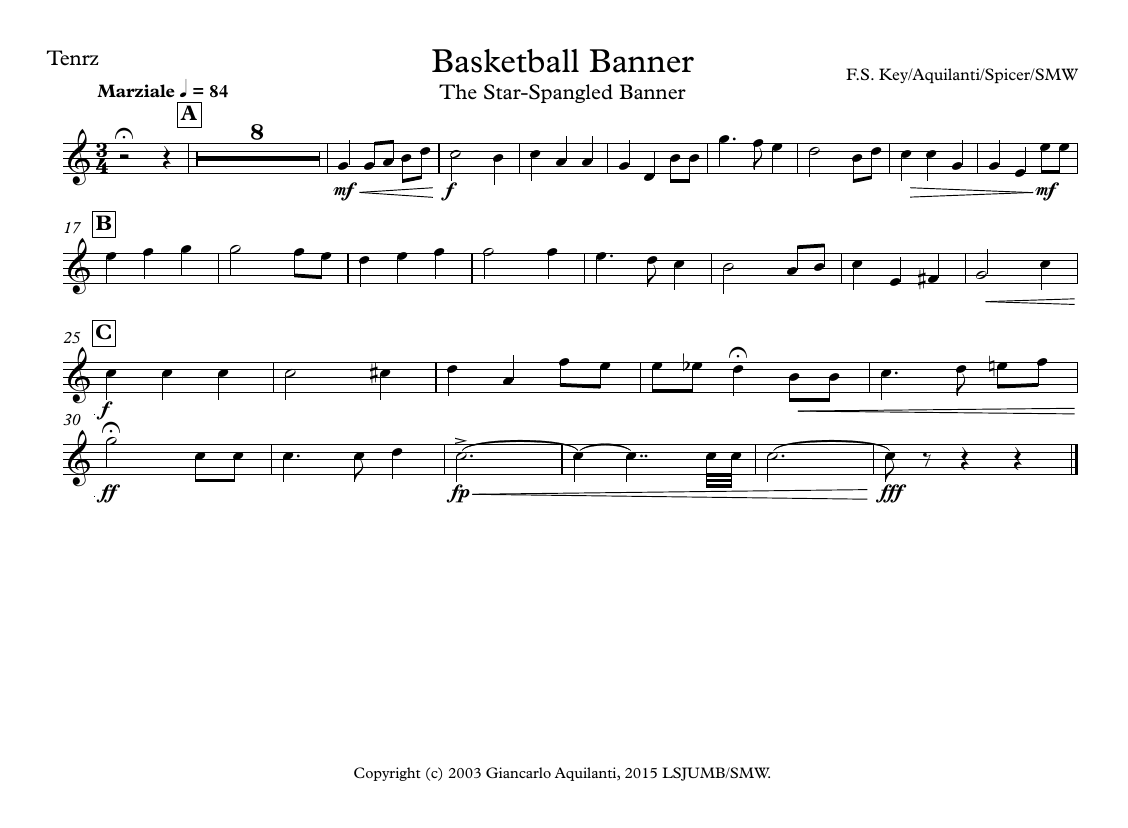 Tenrz
Basketball Banner
F.S. Key/Aquilanti/Spicer/SMW
Marziale ♩ = 84
The Star-Spangled Banner
A
8
3
4
mf
f
mf
17
B
25
C
f
30
ff
fp
fff
Copyright (c) 2003 Giancarlo Aquilanti, 2015 LSJUMB/SMW.